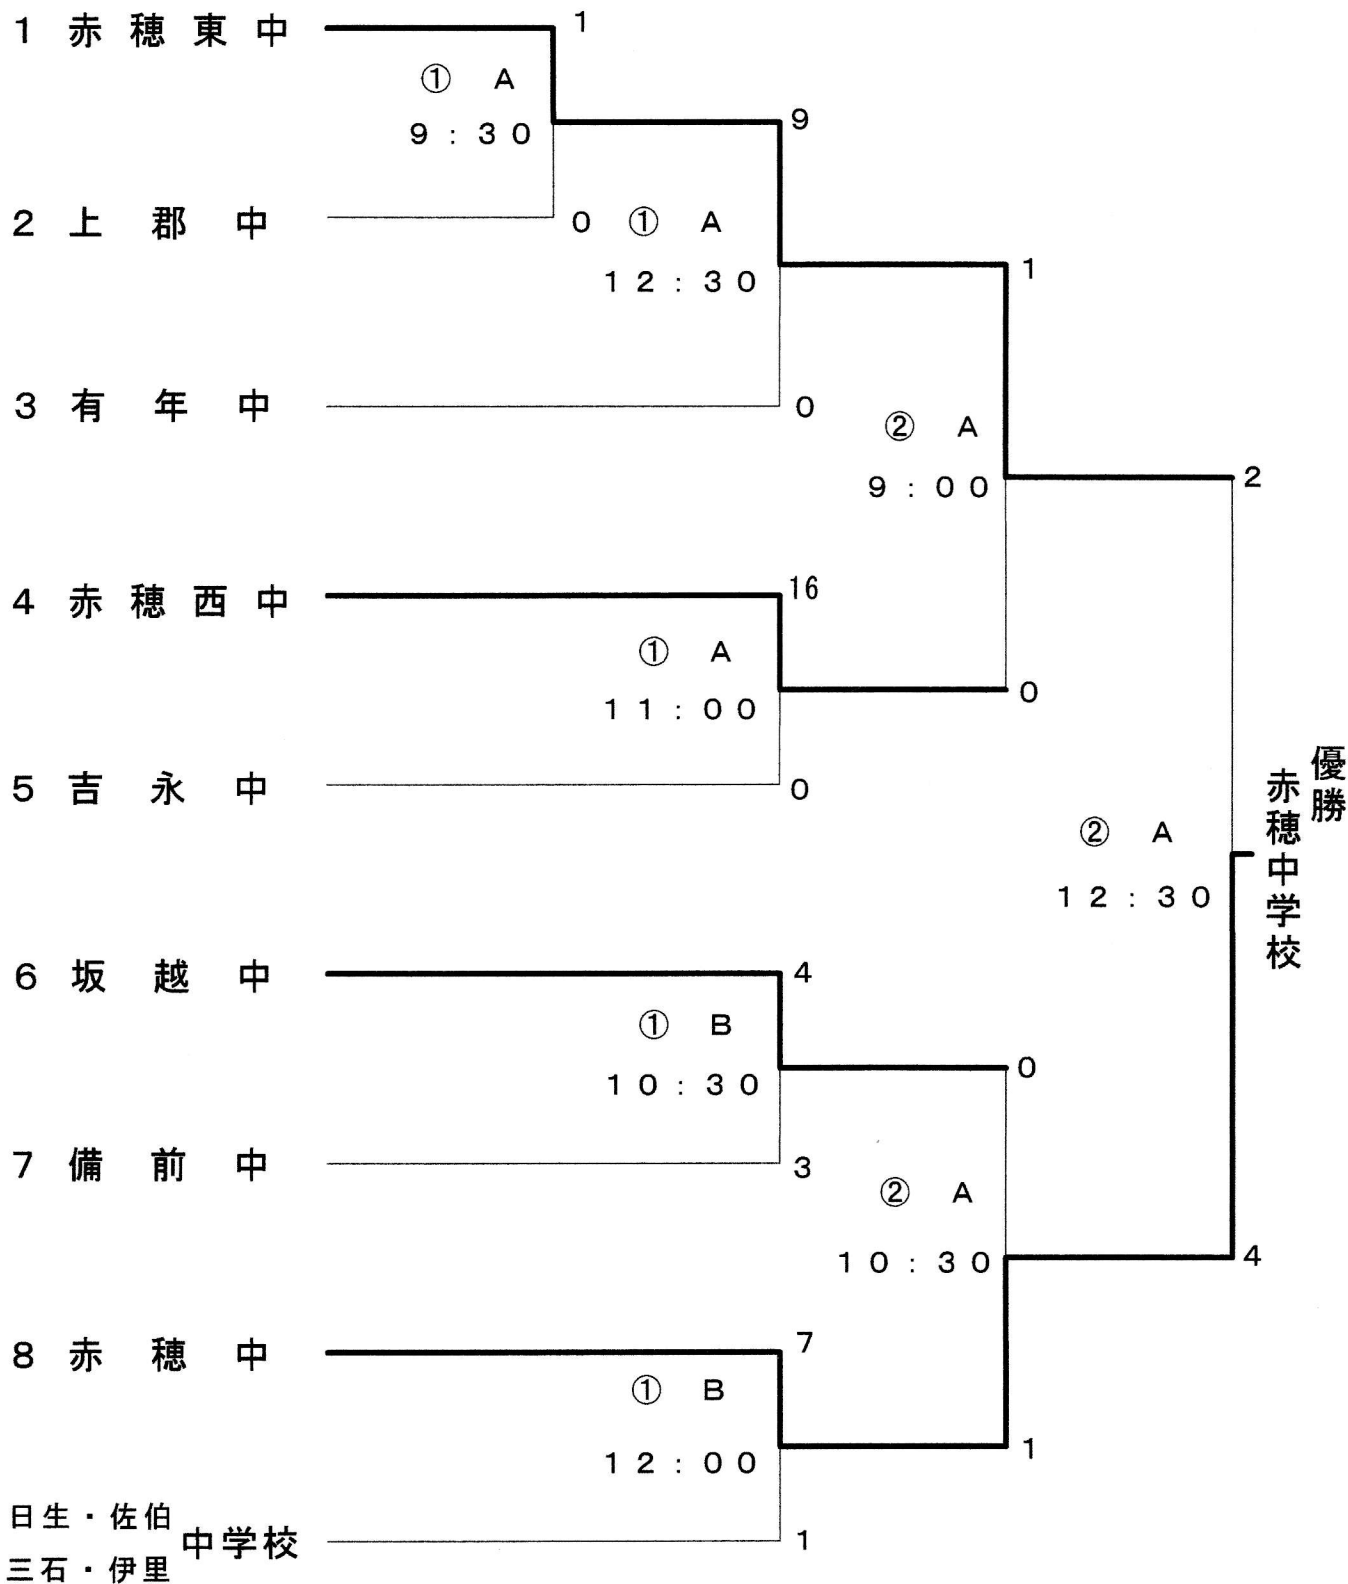 1 赤穂東中
1
① A
9:30
9
2 上郡中
0
① A
12:30
1
3 有年中
0
② A
9:00
2
4 赤穂西中
16
① A
11:00
0
5 吉永中
0
優勝
赤穂中学校
② A
12:30
6 坂越中
4
① B
10:30
0
7 備前中
3
② A
10:30
4
8 赤穂中
7
① B
12:00
1
日生・佐伯
三石・伊里
中学校
1